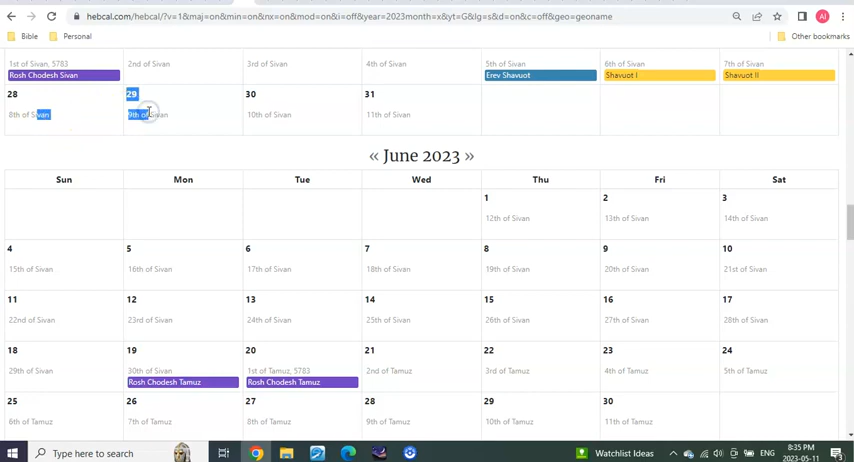 hebcal.com/hebcal/?v=1&maj=on&min=on&nx=on&mod=on&i=off&year=2023&month=x&yt=G&lg=s&d=on&c=off&geo=geoname
AI
Bible Personal Other bookmarks
1st of Sivan, 5783 2nd of Sivan 3rd of Sivan 4th of Sivan 5th of Sivan 6th of Sivan 7th of Sivan
Rosh Chodesh Sivan Erev Shavuot Shavuot I Shavuot II
28 29 30 31
8th of Sivan 9th of Sivan 10th of Sivan 11th of Sivan
« June 2023 »
Sun Mon Tue Wed Thu Fri Sat
1 2 3
12th of Sivan 13th of Sivan 14th of Sivan
4 5 6 7 8 9 10
15th of Sivan 16th of Sivan 17th of Sivan 18th of Sivan 19th of Sivan 20th of Sivan 21st of Sivan
11 12 13 14 15 16 17
22nd of Sivan 23rd of Sivan 24th of Sivan 25th of Sivan 26th of Sivan 27th of Sivan 28th of Sivan
18 19 20 21 22 23 24
29th of Sivan 30th of Sivan 1st of Tamuz, 5783 2nd of Tamuz 3rd of Tamuz 4th of Tamuz 5th of Tamuz
Rosh Chodesh Tamuz Rosh Chodesh Tamuz
25 26 27 28 29 30
6th of Tamuz 7th of Tamuz 8th of Tamuz 9th of Tamuz 10th of Tamuz 11th of Tamuz
Type here to search Watchlist Ideas ENG 8:35 PM
2023-05-11
3